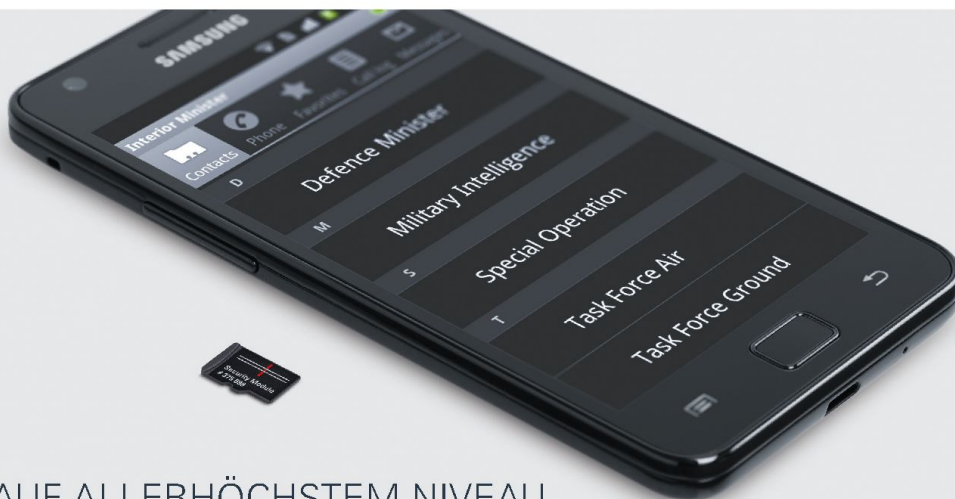 SAMSUNG
Interior Minister
Contacts
Phone
Favorites
Call log
Messages
D
Defence Minister
M
Military Intelligence
S
Special Operation
T
Task Force Air
Task Force Ground
Security Module
AUF ALLERHÖCHSTEM NIVEAU